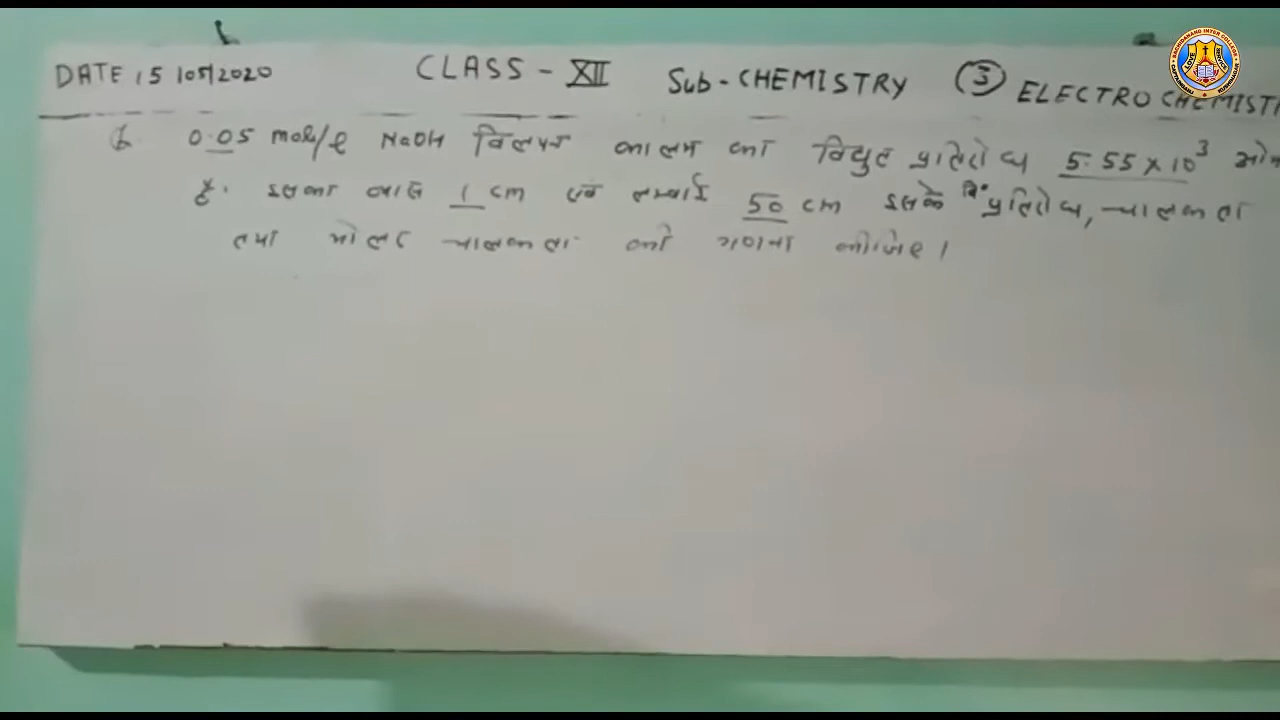 DATE 15/05/2020 CLASS - XII Sub - CHEMISTRY (3) ELECTROCHEMIST
0.05 mol/l NaOH विलयन कालम का विद्युत प्रतिरोध 5.55 × 10³
है. इसका व्यास 1 cm एवं लम्बाई 50 cm इसके वि॰ प्रतिरोध, चालकता
तथा मोलर चालकता की गणना कीजिए।